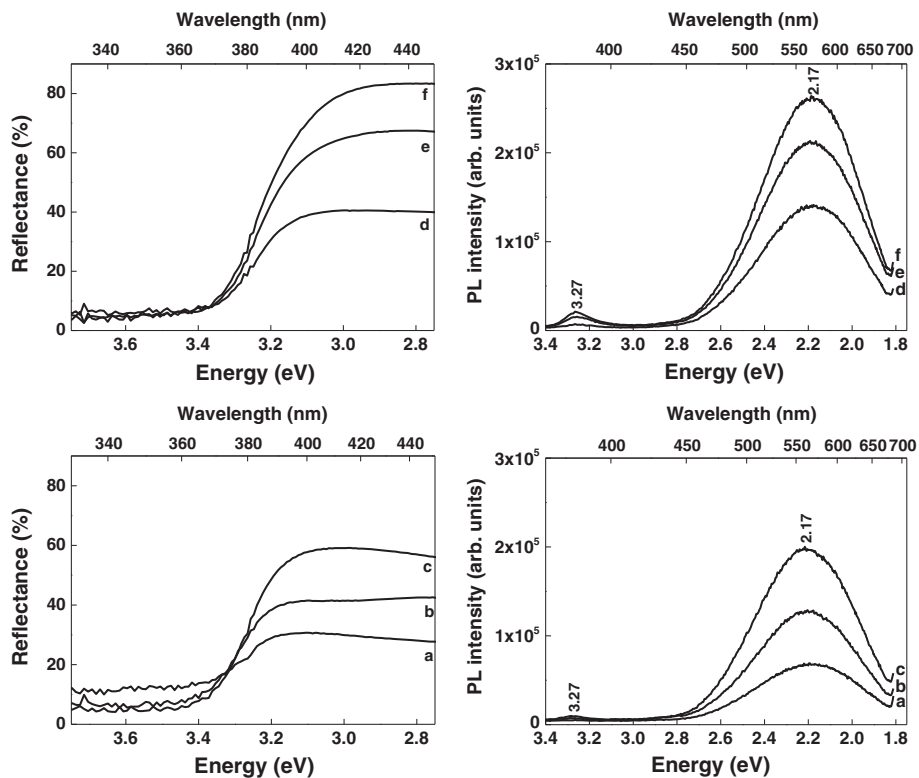 Wavelength (nm)
340 360 380 400 420 440
Reflectance (%)
80
60
40
20
0
f
e
d
3.6 3.4 3.2 3.0 2.8
Energy (eV)
Wavelength (nm)
400 450 500 550 600 650 700
PL intensity (arb. units)
3x10⁵
2x10⁵
1x10⁵
0
3.27
2.17
f
e
d
3.4 3.2 3.0 2.8 2.6 2.4 2.2 2.0 1.8
Energy (eV)
Wavelength (nm)
340 360 380 400 420 440
Reflectance (%)
80
60
40
20
0
c
b
a
3.6 3.4 3.2 3.0 2.8
Energy (eV)
Wavelength (nm)
400 450 500 550 600 650 700
PL intensity (arb. units)
3x10⁵
2x10⁵
1x10⁵
0
3.27
2.17
c
b
a
3.4 3.2 3.0 2.8 2.6 2.4 2.2 2.0 1.8
Energy (eV)